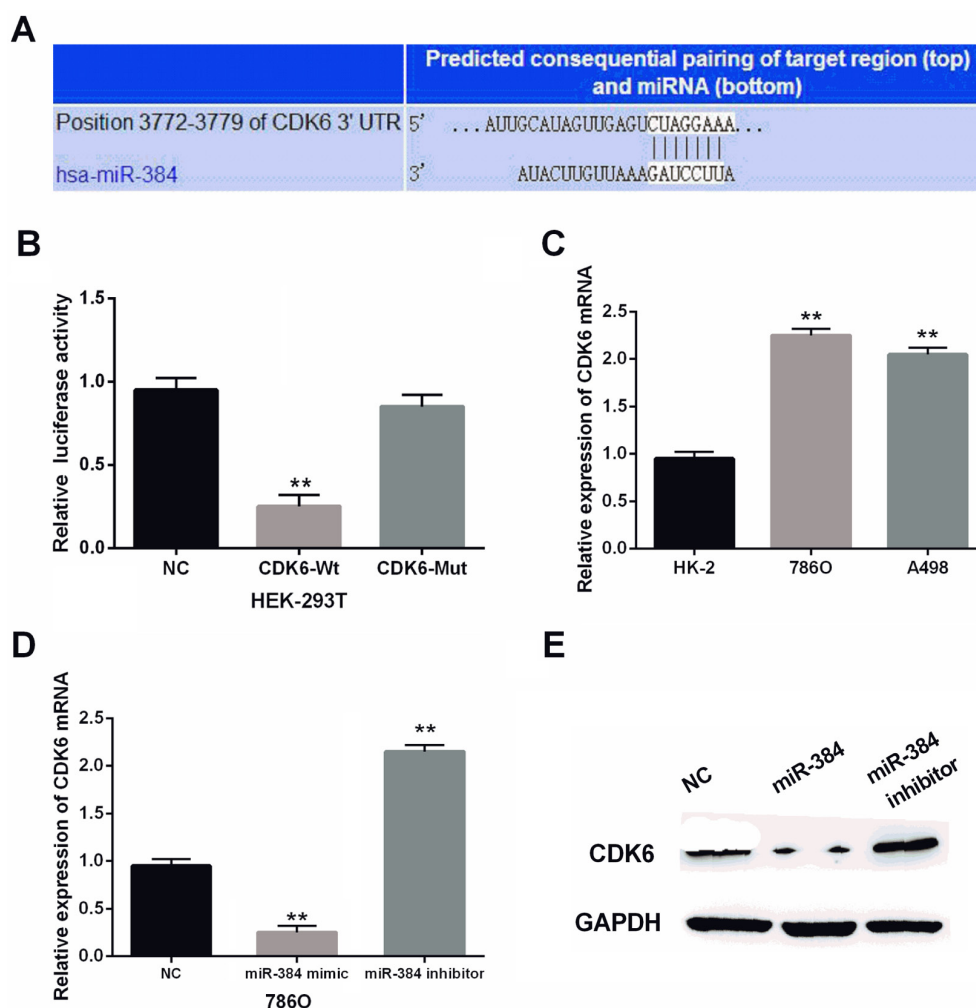 A
Predicted consequential pairing of target region (top)
and miRNA (bottom)
Position 3772-3779 of CDK6 3' UTR 5' ...AUUGCAUAGUUGAGUCUAGGAAA...
hsa-miR-384 3' AUACUUGUUAAAGAUCCUUA
B
Relative luciferase activity
1.5
1.0
0.5
0.0
**
NC CDK6-Wt CDK6-Mut
HEK-293T
C
Relative expression of CDK6 mRNA
2.5
2.0
1.5
1.0
0.5
0.0
** **
HK-2 786O A498
D
Relative expression of CDK6 mRNA
2.5
2.0
1.5
1.0
0.5
0.0
** **
NC miR-384 mimic miR-384 inhibitor
786O
E
NC miR-384 miR-384
inhibitor
CDK6
GAPDH